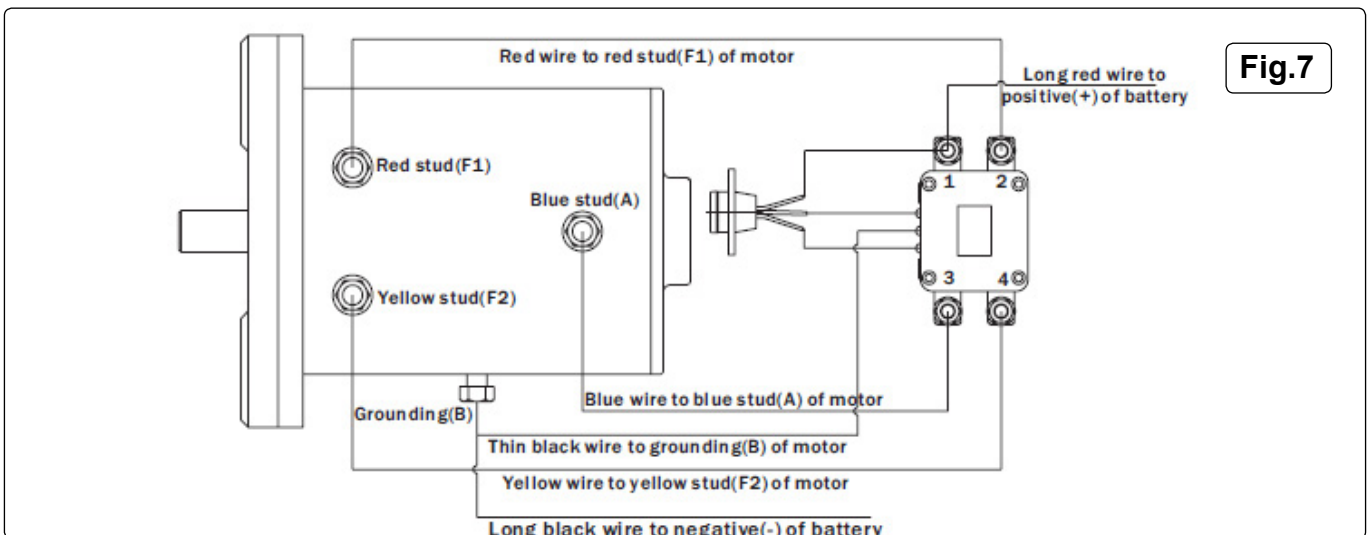 Red wire to red stud(F1) of motor
Fig.7
Long red wire to
positive(+) of battery
Red stud(F1)
1 2
Blue stud(A)
Yellow stud(F2)
3 4
Blue wire to blue stud(A) of motor
Grounding(B)
Thin black wire to grounding(B) of motor
Yellow wire to yellow stud(F2) of motor
Long black wire to negative(-) of battery